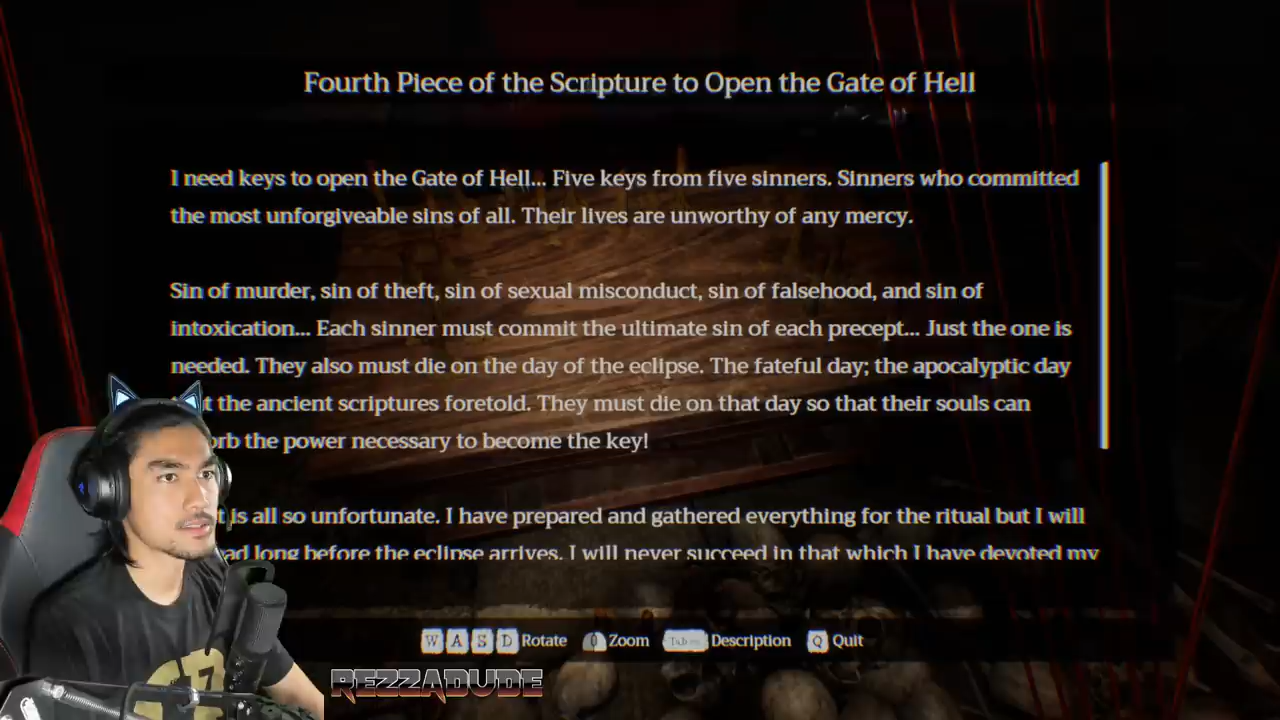 Fourth Piece of the Scripture to Open the Gate of Hell
I need keys to open the Gate of Hell... Five keys from five sinners. Sinners who committed
the most unforgiveable sins of all. Their lives are unworthy of any mercy.
Sin of murder, sin of theft, sin of sexual misconduct, sin of falsehood, and sin of
intoxication... Each sinner must commit the ultimate sin of each precept... Just the one is
needed. They also must die on the day of the eclipse. The fateful day; the apocalyptic day
the ancient scriptures foretold. They must die on that day so that their souls can
the power necessary to become the key!
is all so unfortunate. I have prepared and gathered everything for the ritual but I will
long before the eclipse arrives. I will never succeed in that which I have devoted my
W A S D Rotate Zoom Tab Description Q Quit
REZZADUDE